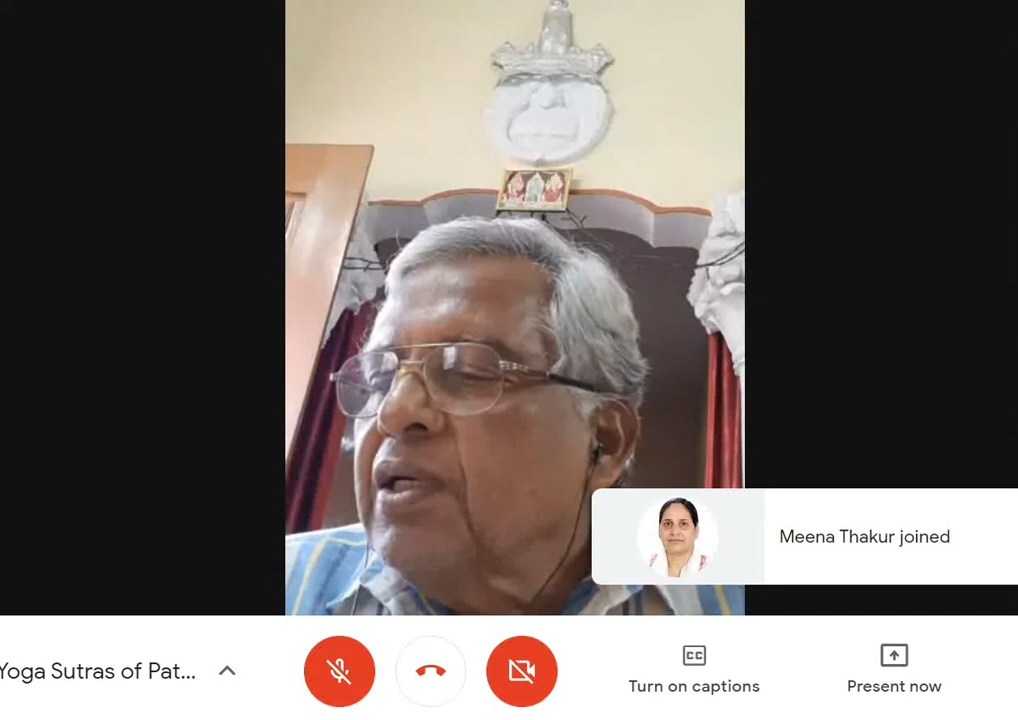 Meena Thakur joined
Yoga Sutras of Pat...
CC
Turn on captions
Present now